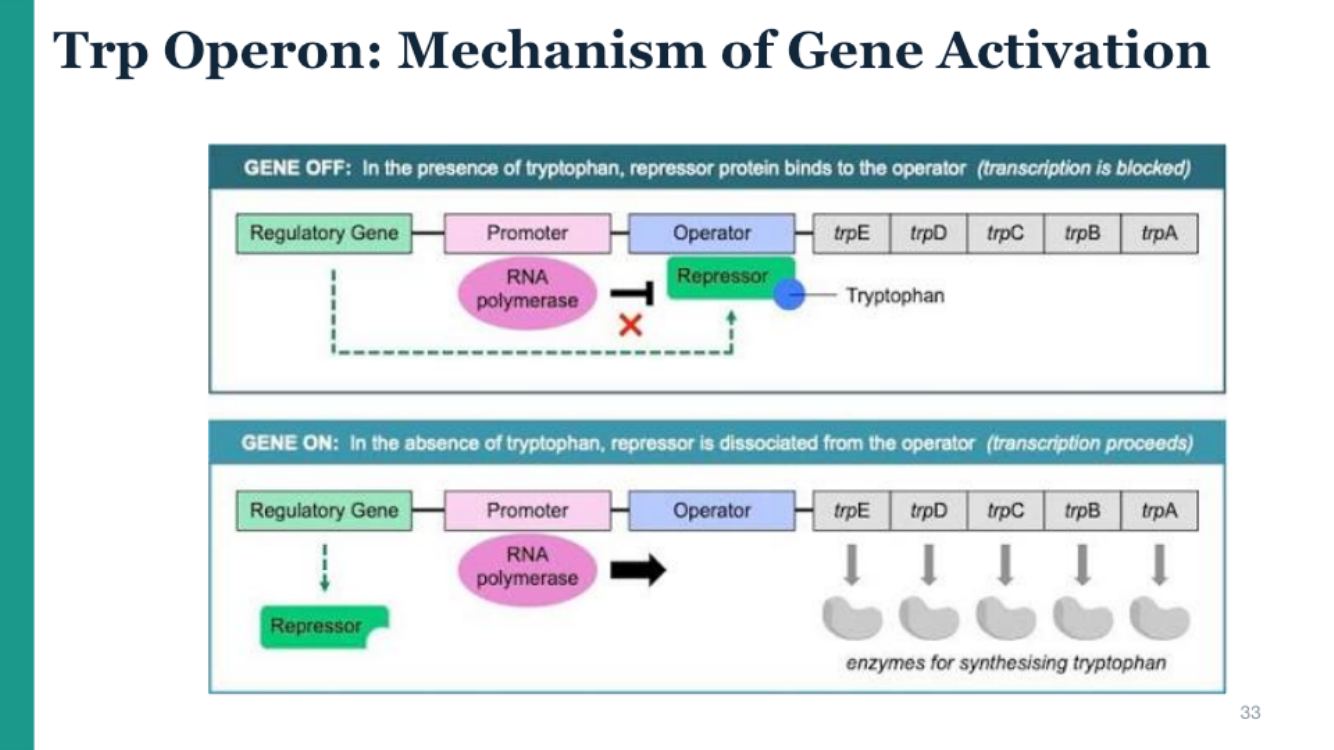 Trp Operon: Mechanism of Gene Activation
GENE OFF: In the presence of tryptophan, repressor protein binds to the operator (transcription is blocked)
Regulatory Gene
Promoter
Operator
trpE
trpD
trpC
trpB
trpA
RNA
polymerase
Repressor
Tryptophan
GENE ON: In the absence of tryptophan, repressor is dissociated from the operator (transcription proceeds)
Regulatory Gene
Promoter
Operator
trpE
trpD
trpC
trpB
trpA
RNA
polymerase
Repressor
enzymes for synthesising tryptophan
33